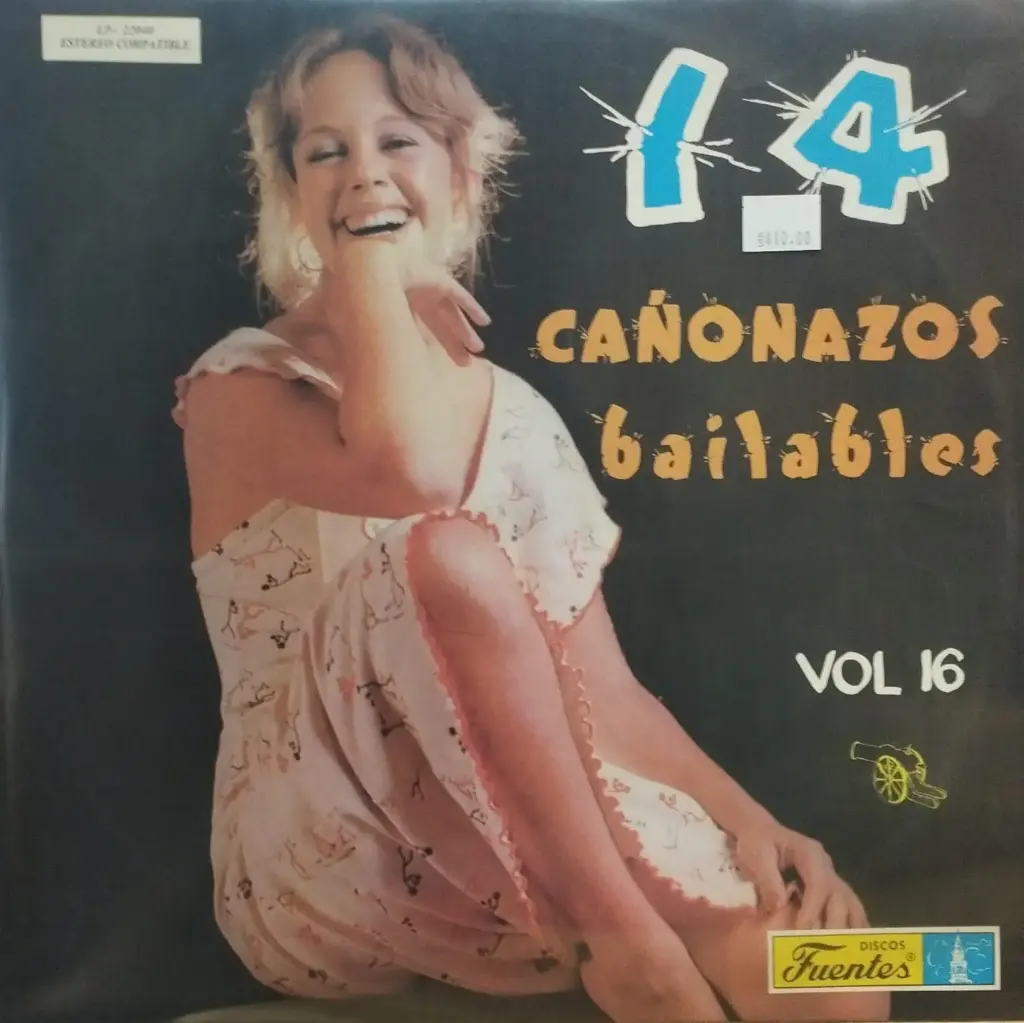 ESTEREO COMPATIBLE
14
CAÑONAZOS
bailables
VOL 16
DISCOS
Fuentes®